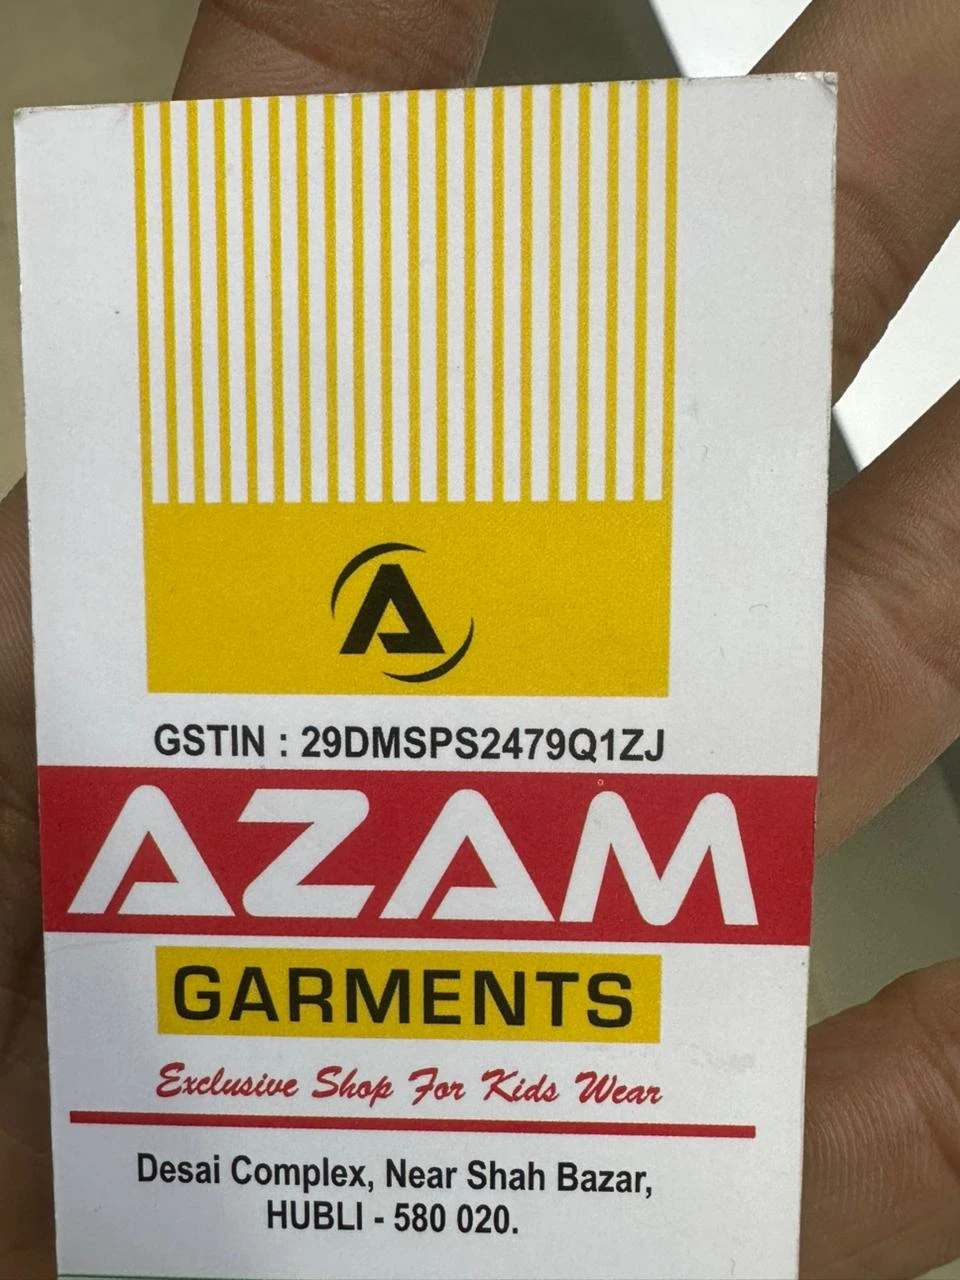 A
GSTIN : 29DMSPS2479Q1ZJ
AZAM
GARMENTS
Exclusive Shop For Kids Wear
Desai Complex, Near Shah Bazar,
HUBLI - 580 020.